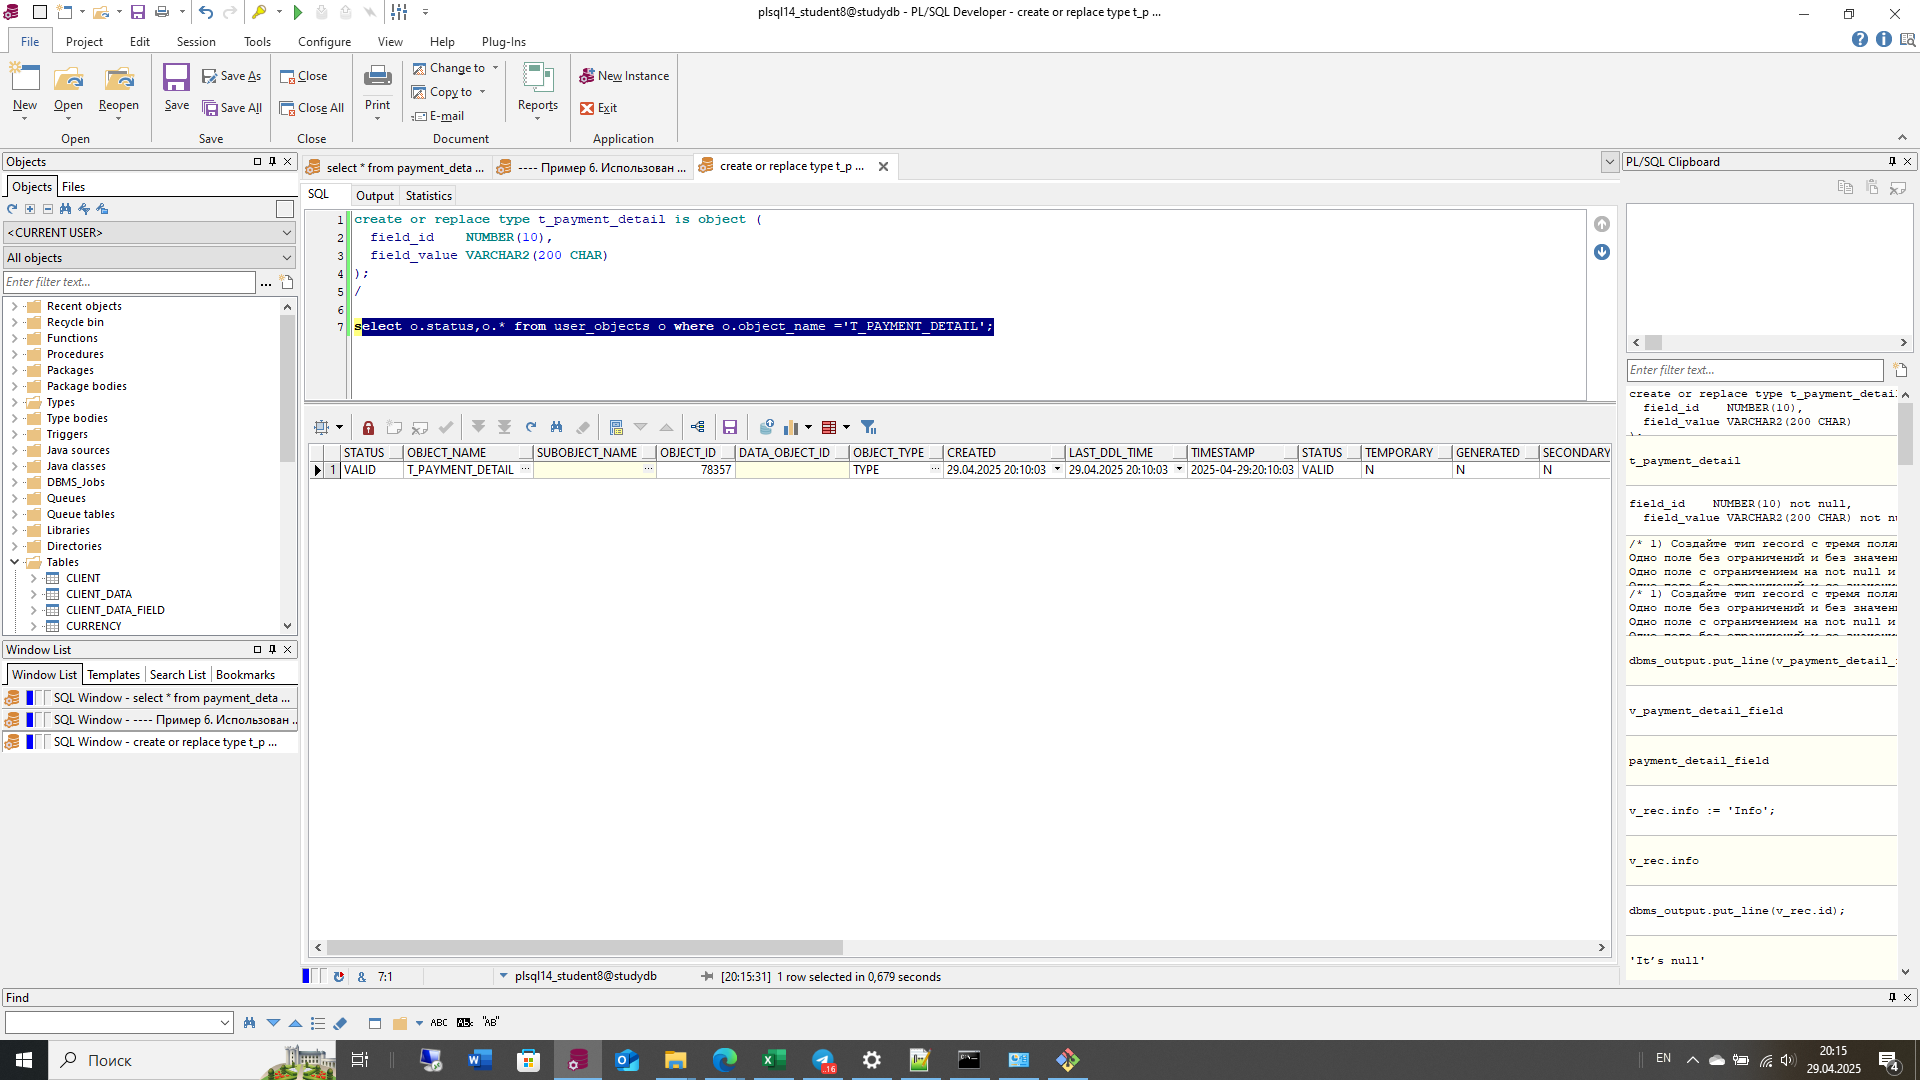 plsql14_student8@studydb - PL/SQL Developer - create or replace type t_p ...
File Project Edit Session Tools Configure View Help Plug-Ins
New
Open
Reopen
Open
Save
Save As
Save All
Save
Close
Close All
Close
Print
Change to
Copy to
E-mail
Document
Reports
New Instance
Exit
Application
Objects
Objects Files
<CURRENT USER>
All objects
Enter filter text...
Recent objects
Recycle bin
Functions
Procedures
Packages
Package bodies
Types
Type bodies
Triggers
Java sources
Java classes
DBMS_Jobs
Queues
Queue tables
Libraries
Directories
Tables
CLIENT
CLIENT_DATA
CLIENT_DATA_FIELD
CURRENCY
Window List
Window List Templates Search List Bookmarks
SQL Window - select * from payment_deta ...
SQL Window - ---- Пример 6. Использован ..
SQL Window - create or replace type t_p ...
select * from payment_deta ... ---- Пример 6. Использован ... create or replace type t_p ...
SQL Output Statistics
1 create or replace type t_payment_detail is object (
2 field_id NUMBER(10),
3 field_value VARCHAR2(200 CHAR)
4 );
5 /
6
7 select o.status,o.* from user_objects o where o.object_name ='T_PAYMENT_DETAIL';
STATUS OBJECT_NAME SUBOBJECT_NAME OBJECT_ID DATA_OBJECT_ID OBJECT_TYPE CREATED LAST_DDL_TIME TIMESTAMP STATUS TEMPORARY GENERATED SECONDARY
1 VALID T_PAYMENT_DETAIL ... ... 78357 TYPE ... 29.04.2025 20:10:03 29.04.2025 20:10:03 2025-04-29:20:10:03 VALID N N N
& 7:1 plsql14_student8@studydb [20:15:31] 1 row selected in 0,679 seconds
PL/SQL Clipboard
Enter filter text...
create or replace type t_payment_detail
field_id NUMBER(10),
field_value VARCHAR2(200 CHAR)
t_payment_detail
field_id NUMBER(10) not null,
field_value VARCHAR2(200 CHAR) not nu
/* 1) Создайте тип record с тремя поля
Одно поле без ограничений и без значен
Одно поле с ограничением на not null и
/* 1) Создайте тип record с тремя поля
Одно поле без ограничений и без значен
Одно поле с ограничением на not null и
dbms_output.put_line(v_payment_detail_
v_payment_detail_field
payment_detail_field
v_rec.info := 'Info';
v_rec.info
dbms_output.put_line(v_rec.id);
'It’s null'
Find
ABC "AB"
Поиск
16
EN
20:15
29.04.2025
4